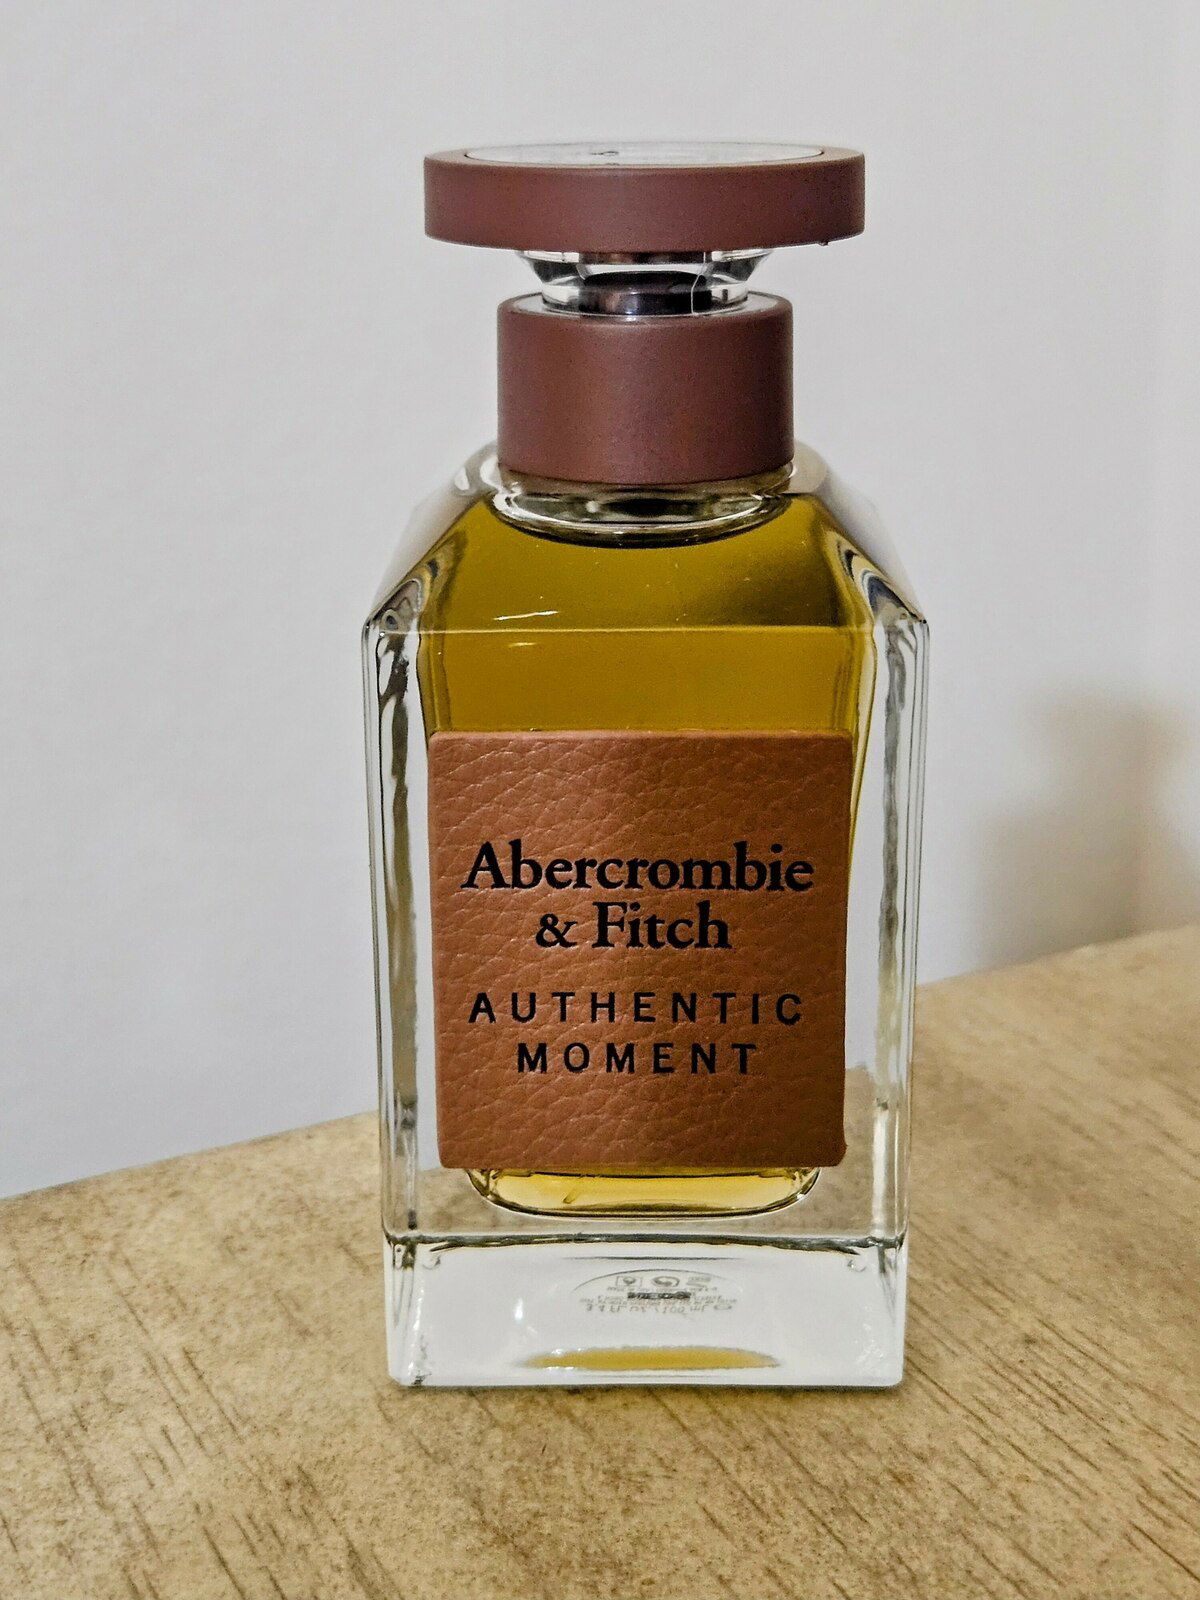 Abercrombie
& Fitch
AUTHENTIC
MOMENT